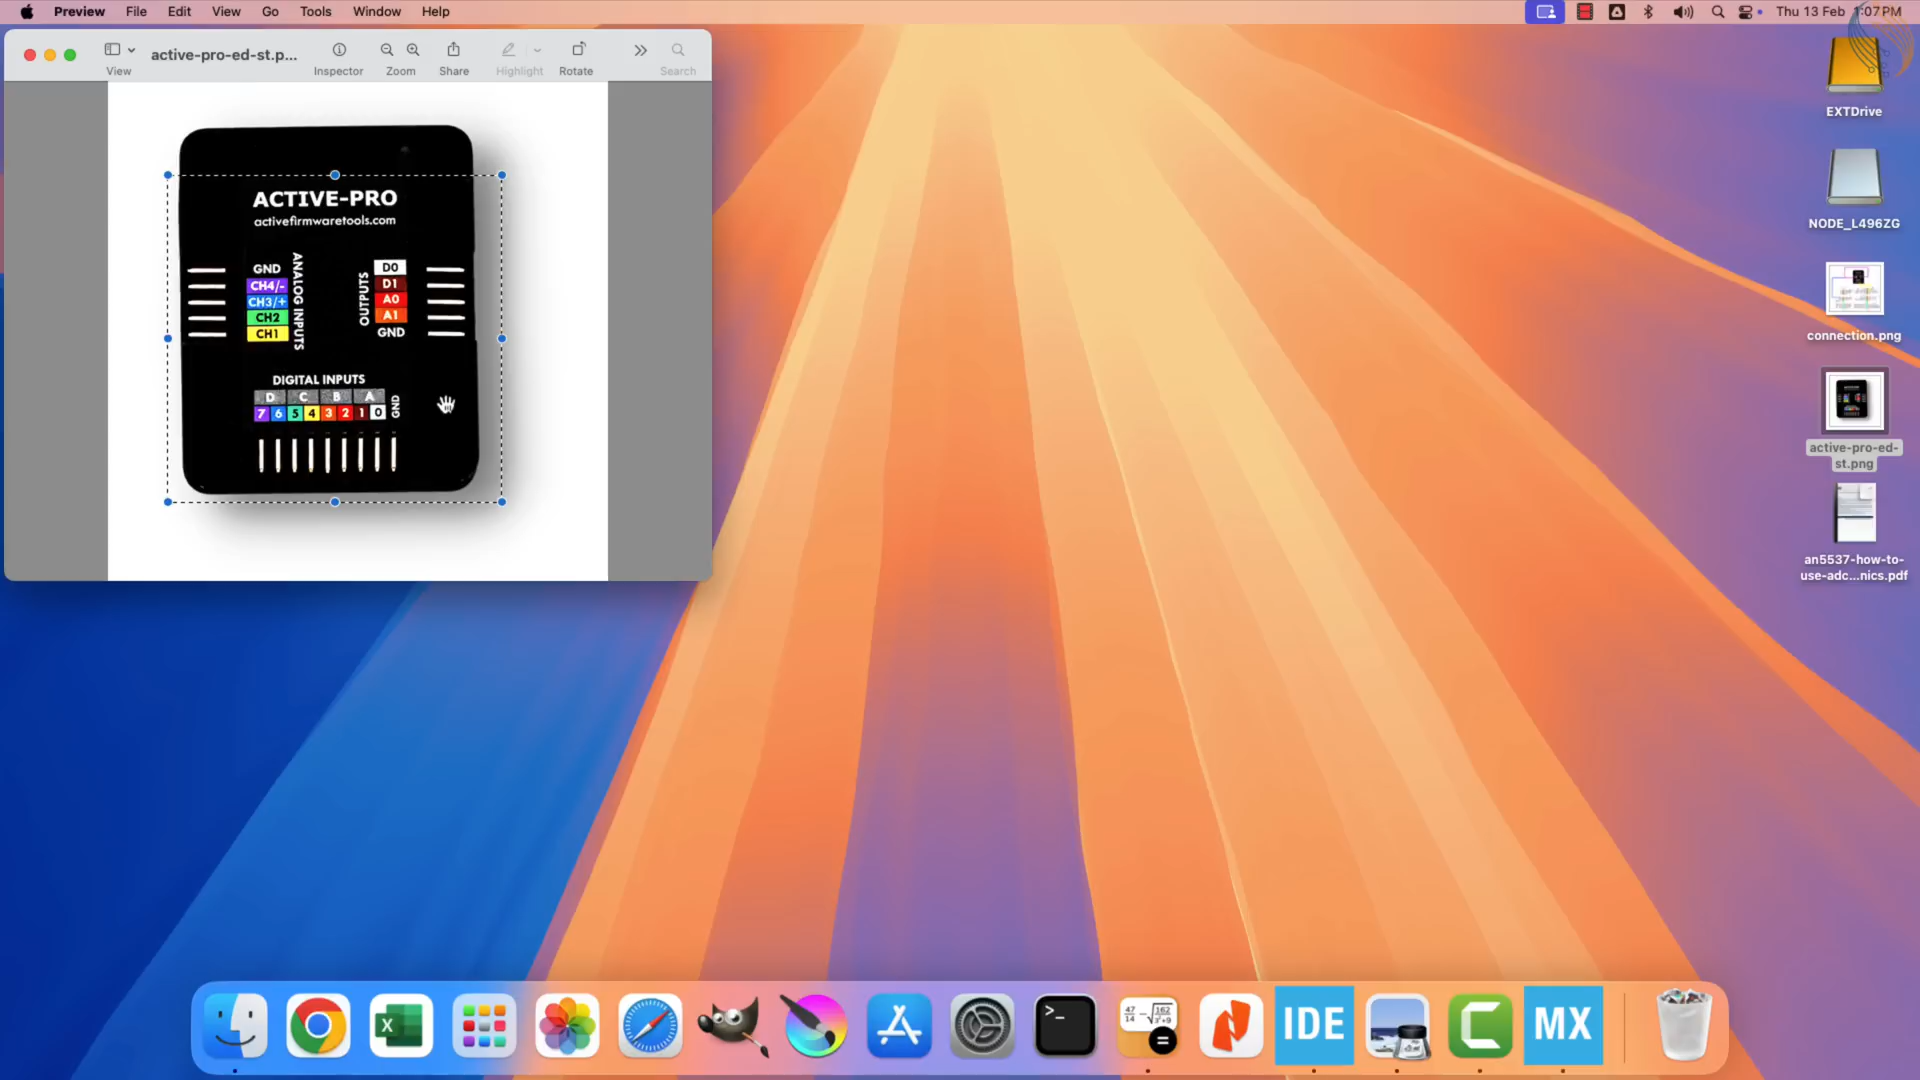 Preview File Edit View Go Tools Window Help
Thu 13 Feb 1:07 PM
active-pro-ed-st.p...
View Inspector Zoom Share Highlight Rotate Search
ACTIVE-PRO
activefirmwaretools.com
GND
CH4/-
CH3/+
CH2
CH1
ANALOG INPUTS
OUTPUTS
D0
D1
A0
A1
GND
DIGITAL INPUTS
D C B A
7 6 5 4 3 2 1 0 GND
EXTDrive
NODE_L496ZG
connection.png
active-pro-ed-
st.png
an5537-how-to-
use-adc...nics.pdf
IDE
MX